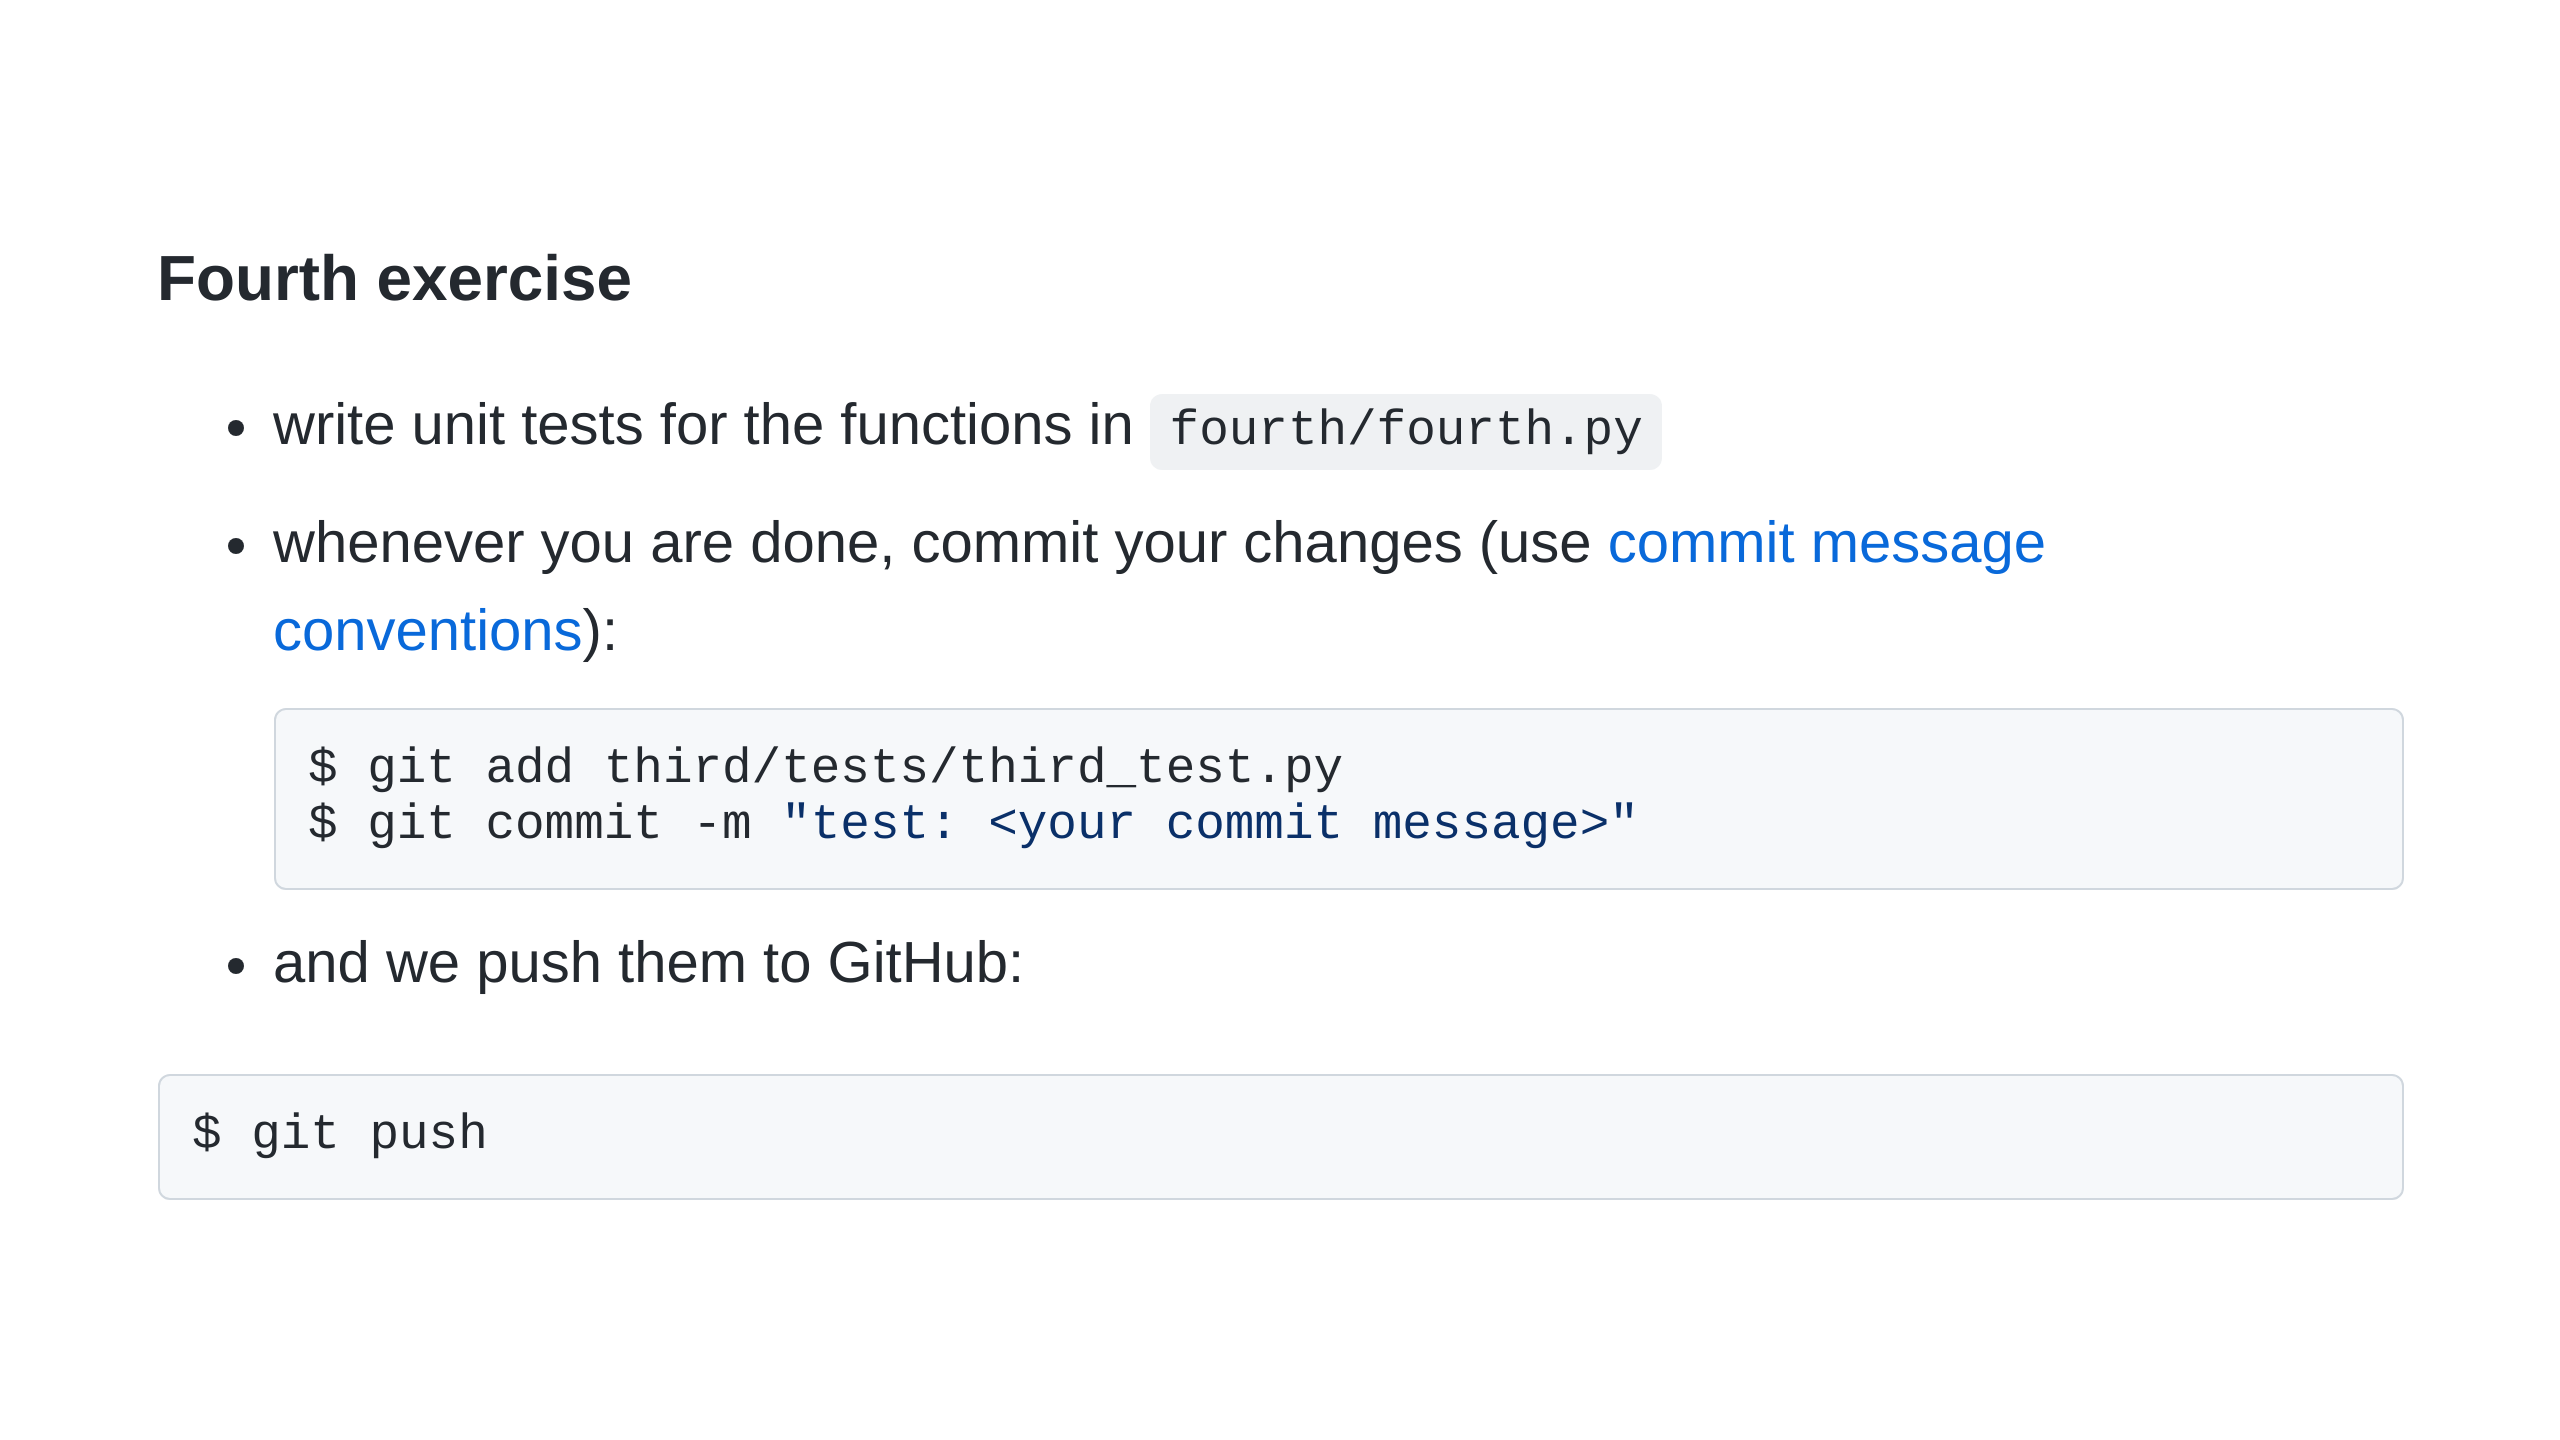 Fourth exercise
• write unit tests for the functions in fourth/fourth.py
• whenever you are done, commit your changes (use commit message
conventions):
$ git add third/tests/third_test.py
$ git commit -m "test: <your commit message>"
• and we push them to GitHub:
$ git push